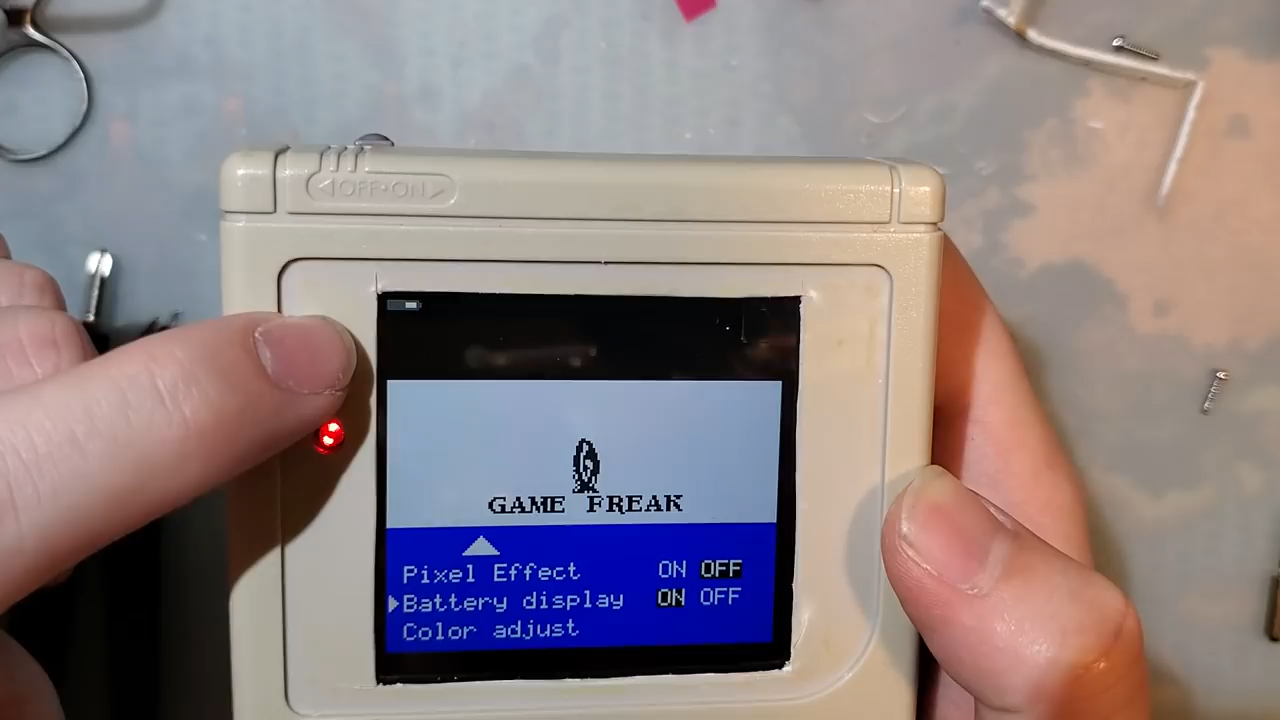 OFF•ON
GAME FREAK
Pixel Effect ON OFF
Battery display ON OFF
Color adjust